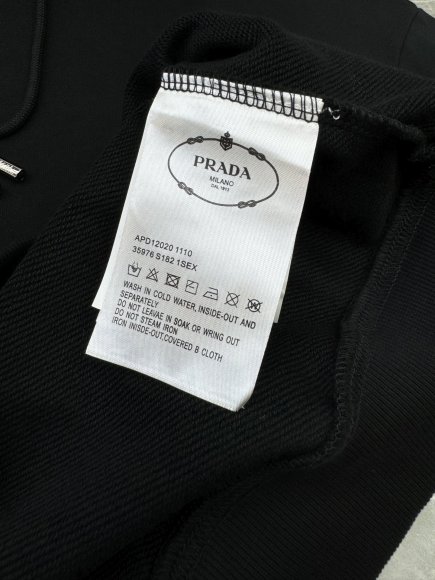 PRADA
MILANO
DAL 1913
APD12020 1110
35976 S182 1SEX
WASH IN COLD WATER, INSIDE-OUT AND
SEPARATELY
DO NOT LEAVAE IN SOAK OR WRING OUT
DO NOT STEAM IRON
IRON INISDE-OUT.COVERED B CLOTH